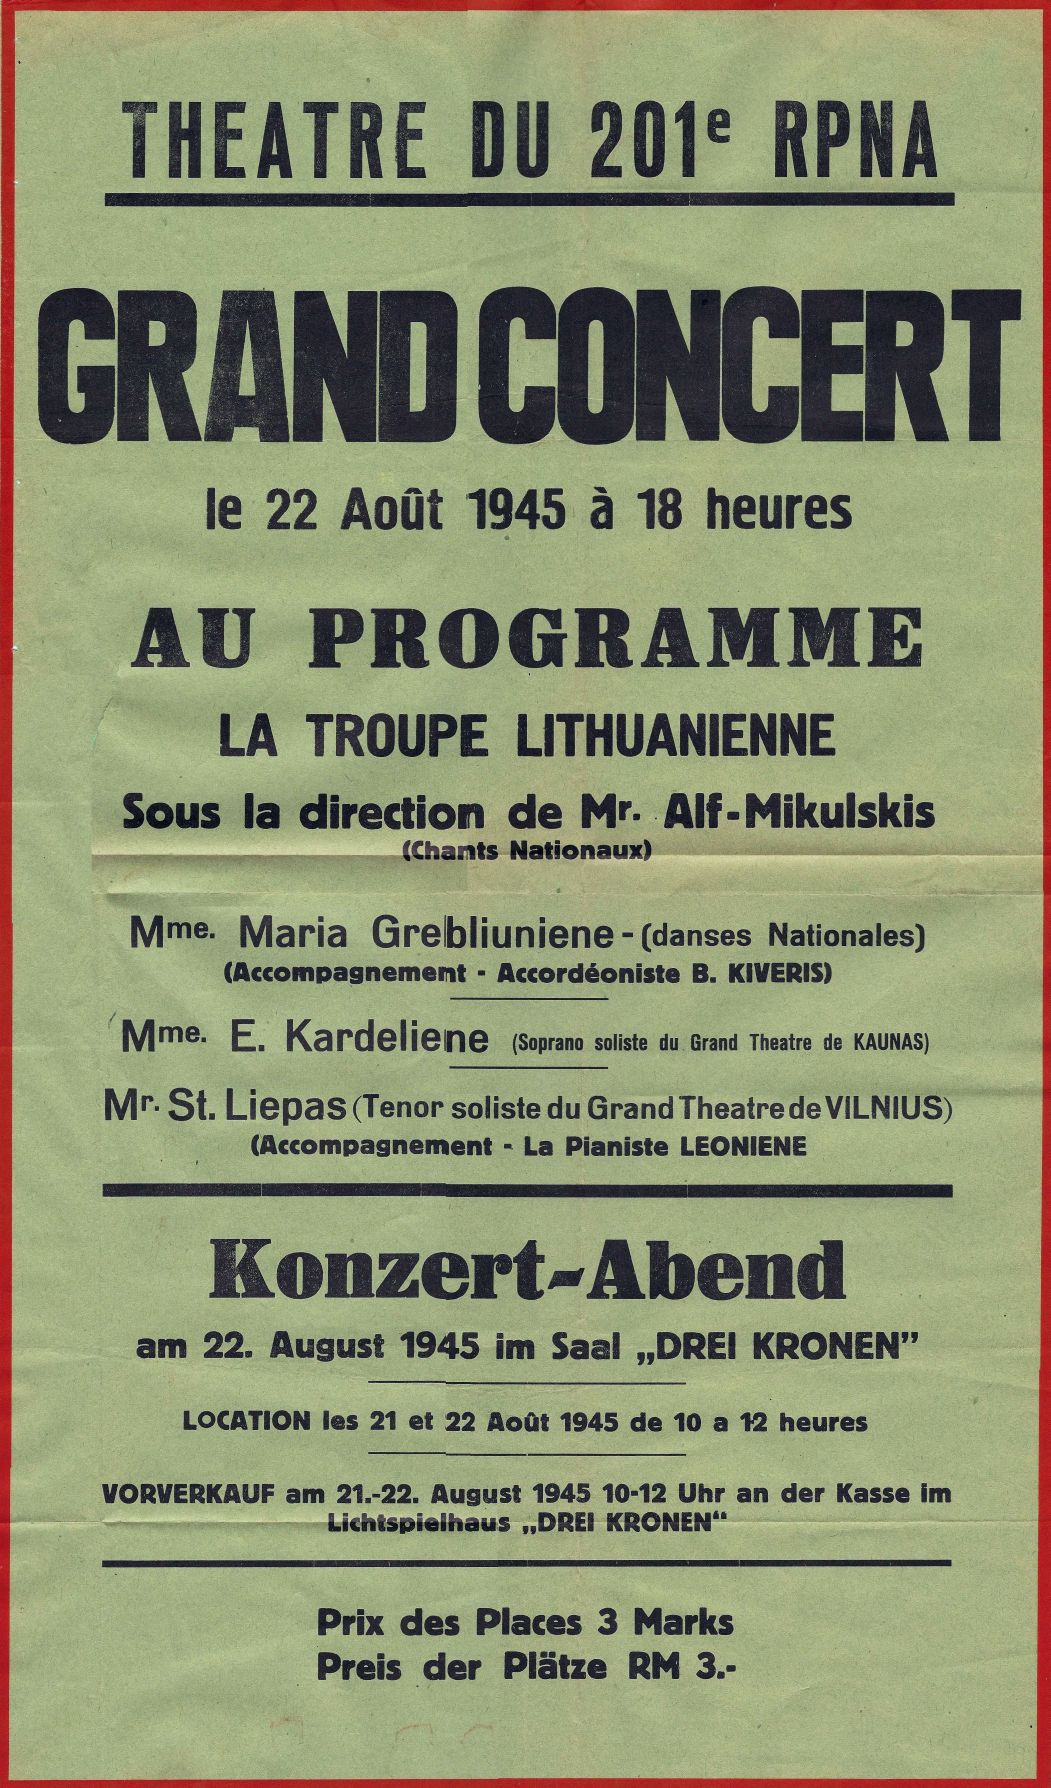 THEATRE DU 201e RPNA
GRAND CONCERT
le 22 Août 1945 à 18 heures
AU PROGRAMME
LA TROUPE LITHUANIENNE
Sous la direction de Mr. Alf-Mikulskis
(Chants Nationaux)
Mme. Maria Grebliuniene - (danses Nationales)
(Accompagnement - Accordéoniste B. KIVERIS)
Mme. E. Kardeliene (Soprano soliste du Grand Theatre de KAUNAS)
Mr. St. Liepas (Tenor soliste du Grand Theatre de VILNIUS)
(Accompagnement - La Pianiste LEONIENE
Konzert-Abend
am 22. August 1945 im Saal „DREI KRONEN”
LOCATION les 21 et 22 Août 1945 de 10 a 12 heures
VORVERKAUF am 21.-22. August 1945 10-12 Uhr an der Kasse im
Lichtspielhaus „DREI KRONEN“
Prix des Places 3 Marks
Preis der Plätze RM 3.-